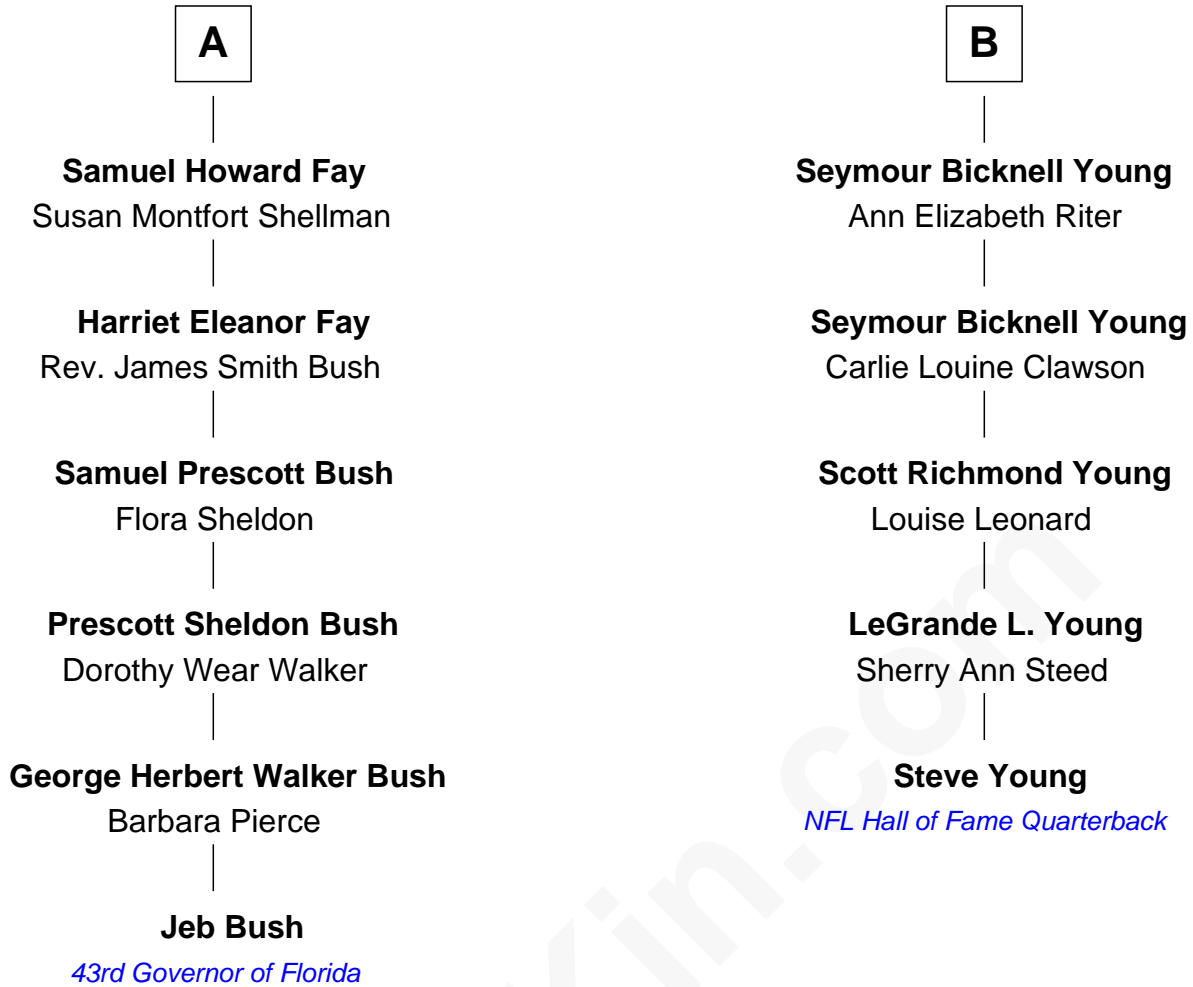 A
Samuel Howard Fay
Susan Montfort Shellman
Harriet Eleanor Fay
Rev. James Smith Bush
Samuel Prescott Bush
Flora Sheldon
Prescott Sheldon Bush
Dorothy Wear Walker
George Herbert Walker Bush
Barbara Pierce
Jeb Bush
43rd Governor of Florida
B
Seymour Bicknell Young
Ann Elizabeth Riter
Seymour Bicknell Young
Carlie Louine Clawson
Scott Richmond Young
Louise Leonard
LeGrande L. Young
Sherry Ann Steed
Steve Young
NFL Hall of Fame Quarterback